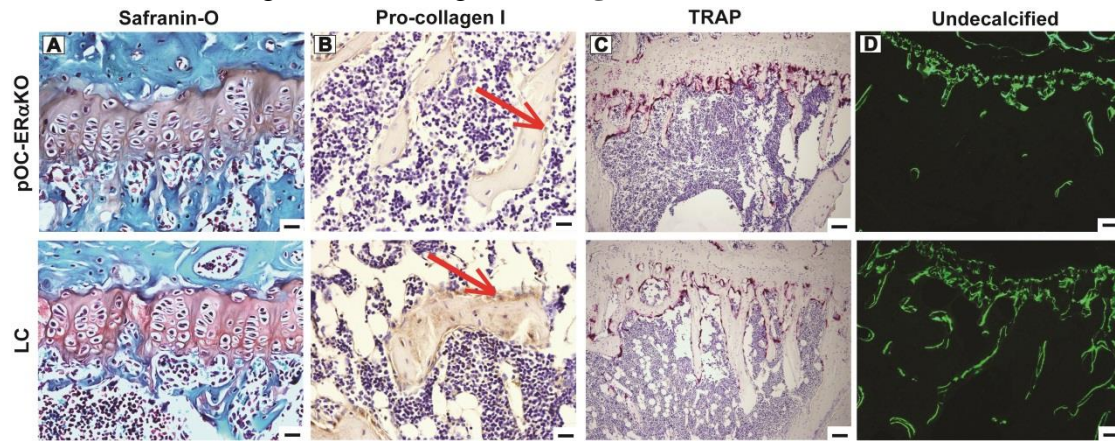 Safranin-O Pro-collagen I TRAP Undecalcified
A B C D
pOC-ERαKO
LC